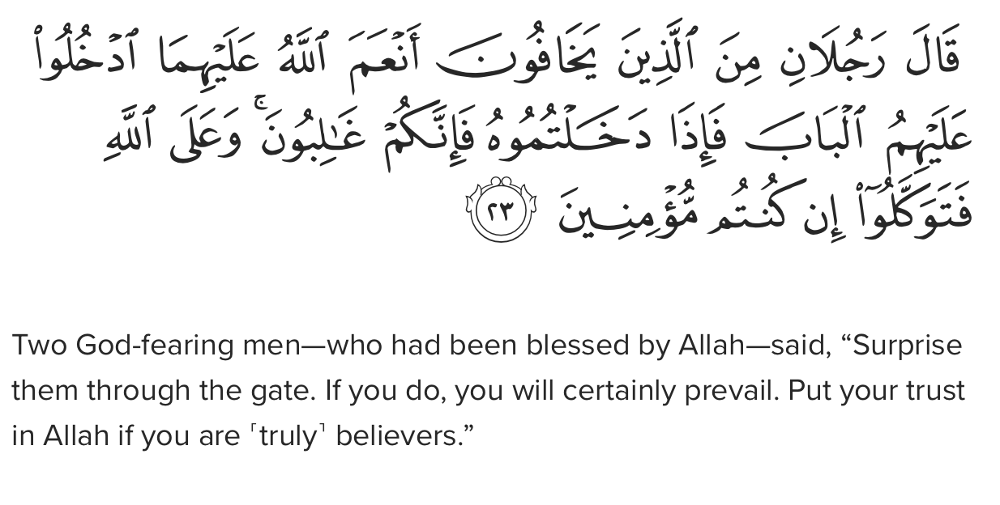 قَالَ رَجُلَانِ مِنَ ٱلَّذِينَ يَخَافُونَ أَنْعَمَ ٱللَّهُ عَلَيْهِمَا ٱدْخُلُوا۟
عَلَيْهِمُ ٱلْبَابَ فَإِذَا دَخَلْتُمُوهُ فَإِنَّكُمْ غَـٰلِبُونَ ۚ وَعَلَى ٱللَّهِ
فَتَوَكَّلُوٓا۟ إِن كُنتُم مُّؤْمِنِينَ ٢٣
Two God-fearing men—who had been blessed by Allah—said, “Surprise
them through the gate. If you do, you will certainly prevail. Put your trust
in Allah if you are ˹truly˺ believers.”